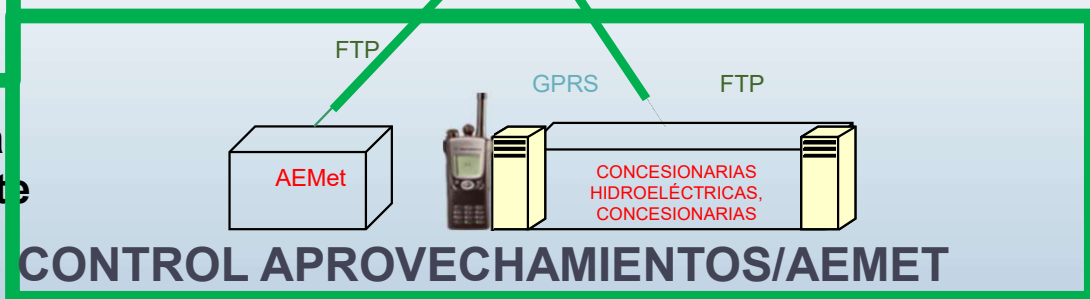 FTP
GPRS
FTP
AEMet
CONCESIONARIAS
HIDROELÉCTRICAS,
CONCESIONARIAS
CONTROL APROVECHAMIENTOS/AEMET